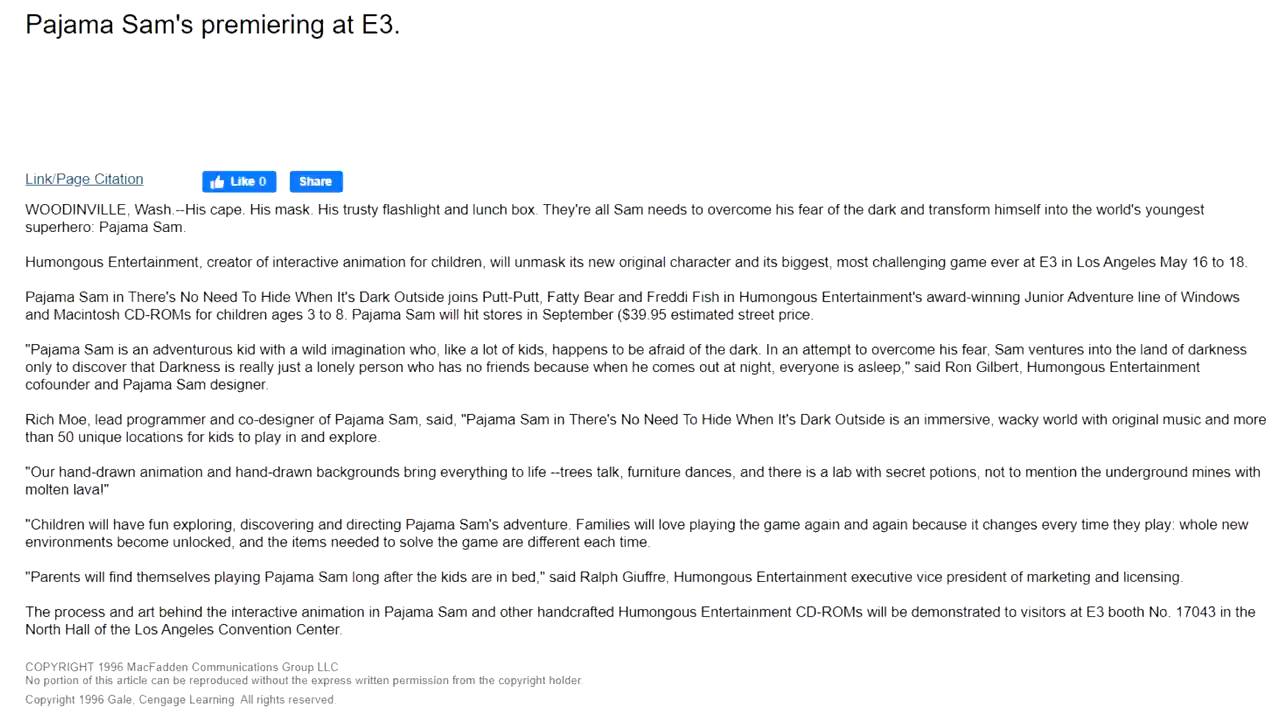 Pajama Sam's premiering at E3.
Link/Page Citation
Like 0
Share
WOODINVILLE, Wash.--His cape. His mask. His trusty flashlight and lunch box. They're all Sam needs to overcome his fear of the dark and transform himself into the world's youngest
superhero: Pajama Sam.
Humongous Entertainment, creator of interactive animation for children, will unmask its new original character and its biggest, most challenging game ever at E3 in Los Angeles May 16 to 18.
Pajama Sam in There's No Need To Hide When It's Dark Outside joins Putt-Putt, Fatty Bear and Freddi Fish in Humongous Entertainment's award-winning Junior Adventure line of Windows
and Macintosh CD-ROMs for children ages 3 to 8. Pajama Sam will hit stores in September ($39.95 estimated street price.
"Pajama Sam is an adventurous kid with a wild imagination who, like a lot of kids, happens to be afraid of the dark. In an attempt to overcome his fear, Sam ventures into the land of darkness
only to discover that Darkness is really just a lonely person who has no friends because when he comes out at night, everyone is asleep," said Ron Gilbert, Humongous Entertainment
cofounder and Pajama Sam designer.
Rich Moe, lead programmer and co-designer of Pajama Sam, said, "Pajama Sam in There's No Need To Hide When It's Dark Outside is an immersive, wacky world with original music and more
than 50 unique locations for kids to play in and explore.
"Our hand-drawn animation and hand-drawn backgrounds bring everything to life --trees talk, furniture dances, and there is a lab with secret potions, not to mention the underground mines with
molten lava!"
"Children will have fun exploring, discovering and directing Pajama Sam's adventure. Families will love playing the game again and again because it changes every time they play: whole new
environments become unlocked, and the items needed to solve the game are different each time.
"Parents will find themselves playing Pajama Sam long after the kids are in bed," said Ralph Giuffre, Humongous Entertainment executive vice president of marketing and licensing.
The process and art behind the interactive animation in Pajama Sam and other handcrafted Humongous Entertainment CD-ROMs will be demonstrated to visitors at E3 booth No. 17043 in the
North Hall of the Los Angeles Convention Center.
COPYRIGHT 1996 MacFadden Communications Group LLC
No portion of this article can be reproduced without the express written permission from the copyright holder.
Copyright 1996 Gale, Cengage Learning. All rights reserved.